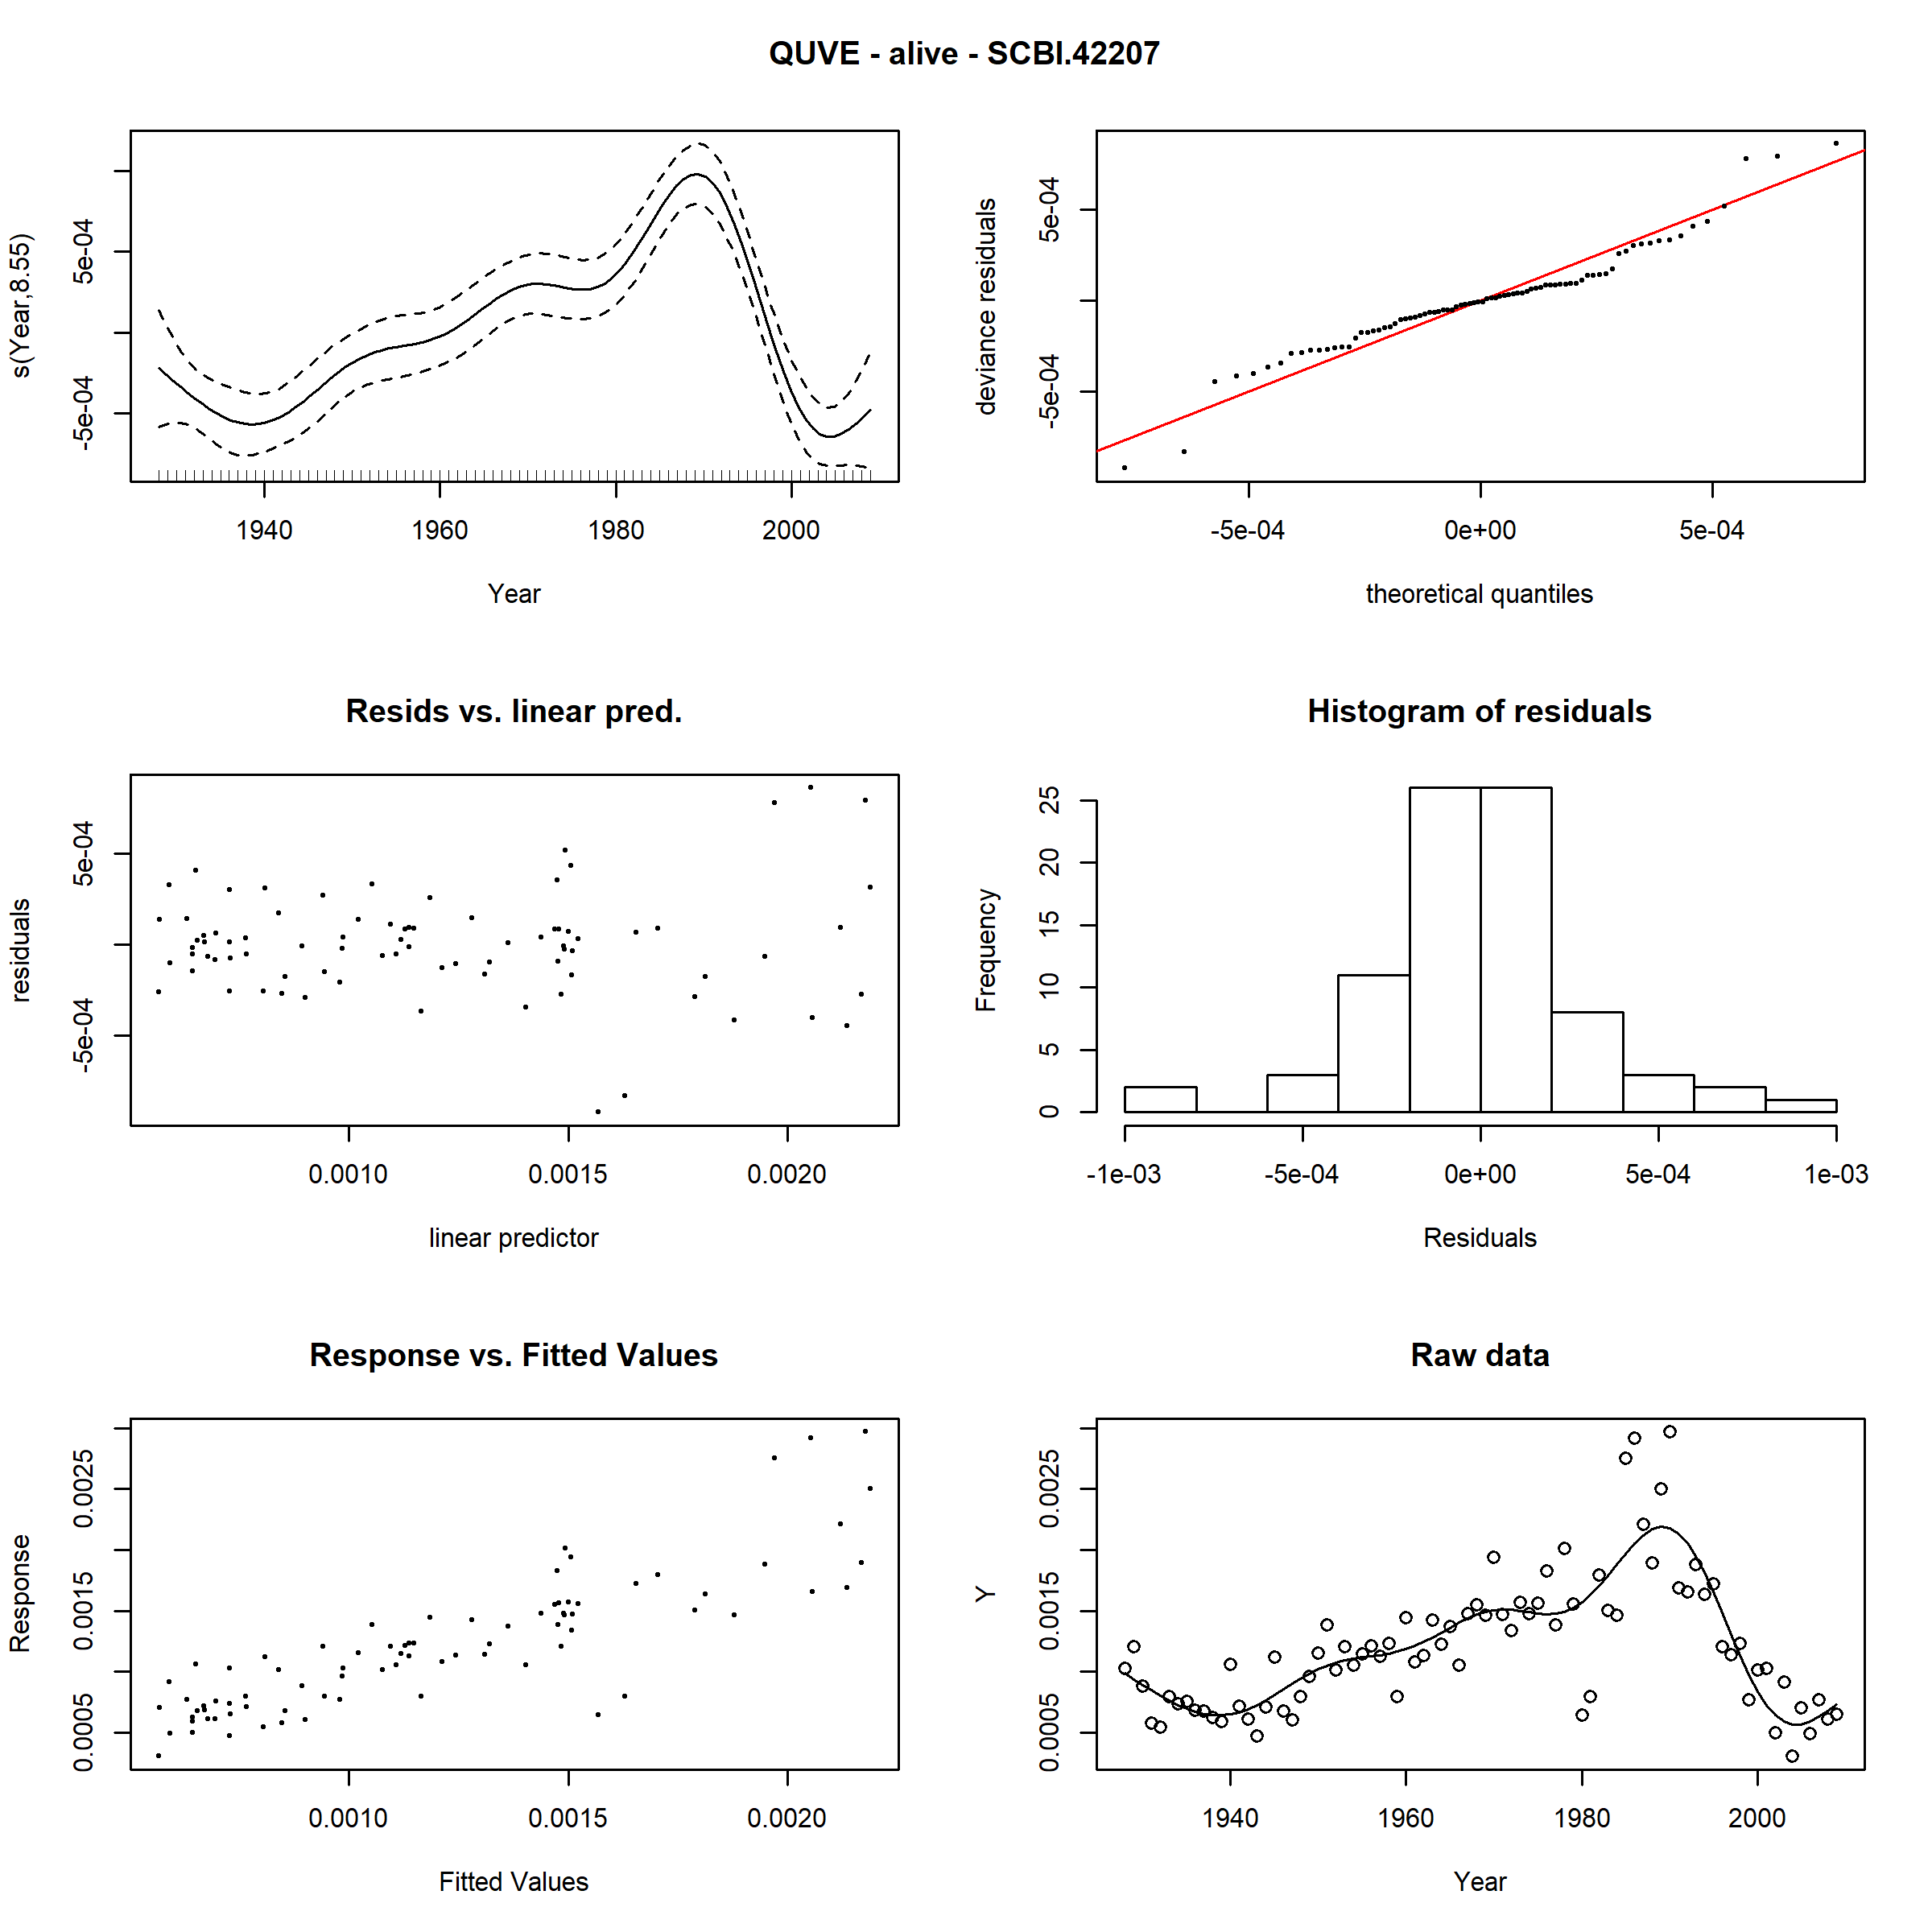 QUVE - alive - SCBI.42207
s(Year,8.55)
5e-04
-5e-04
1940 1960 1980 2000
Year
deviance residuals
5e-04
-5e-04
-5e-04 0e+00 5e-04
theoretical quantiles
Resids vs. linear pred.
residuals
5e-04
-5e-04
0.0010 0.0015 0.0020
linear predictor
Histogram of residuals
Frequency
25
20
15
10
5
0
-1e-03 -5e-04 0e+00 5e-04 1e-03
Residuals
Response vs. Fitted Values
Response
0.0025
0.0015
0.0005
0.0010 0.0015 0.0020
Fitted Values
Raw data
Y
0.0025
0.0015
0.0005
1940 1960 1980 2000
Year